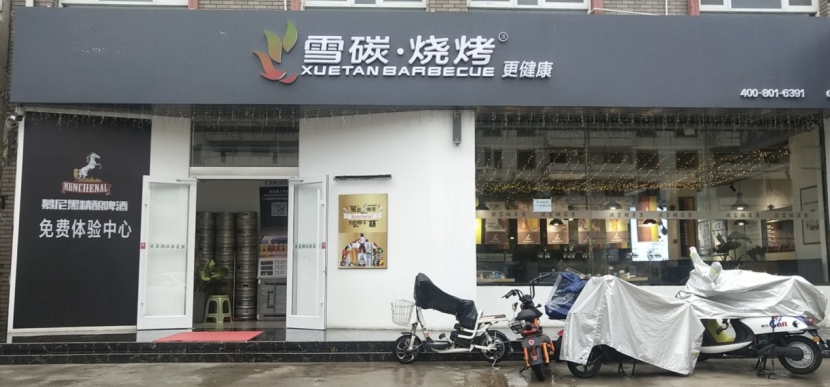 雪碳·烧烤®
XUETAN BARBECUE 更健康
400-801-6391
MUNCHENAL
慕尼黑精酿啤酒
免费体验中心